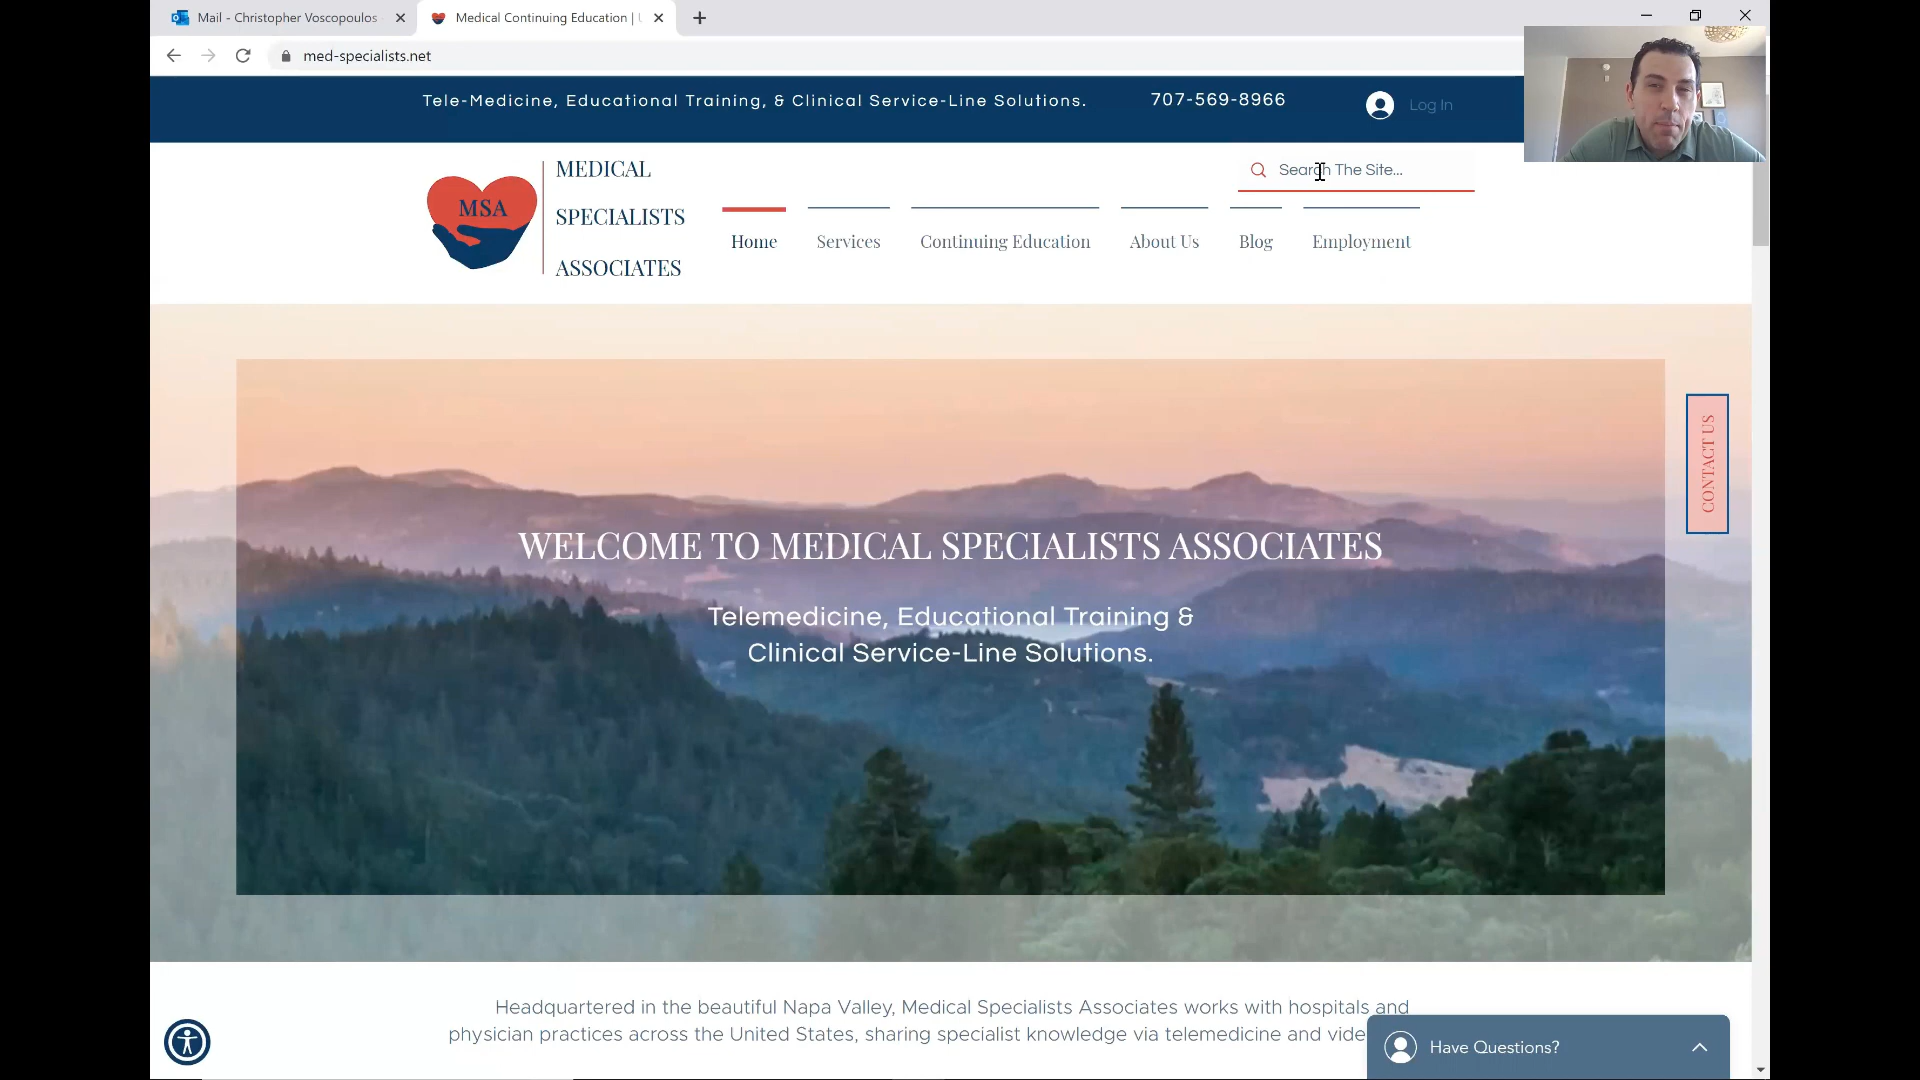 Mail - Christopher Voscopoulos
Medical Continuing Education |
med-specialists.net
Tele-Medicine, Educational Training, & Clinical Service-Line Solutions.
707-569-8966
Log In
MSA
MEDICAL
SPECIALISTS
ASSOCIATES
Search The Site...
Home
Services
Continuing Education
About Us
Blog
Employment
CONTACT US
WELCOME TO MEDICAL SPECIALISTS ASSOCIATES
Telemedicine, Educational Training &
Clinical Service-Line Solutions.
Headquartered in the beautiful Napa Valley, Medical Specialists Associates works with hospitals and
physician practices across the United States, sharing specialist knowledge via telemedicine and
Have Questions?